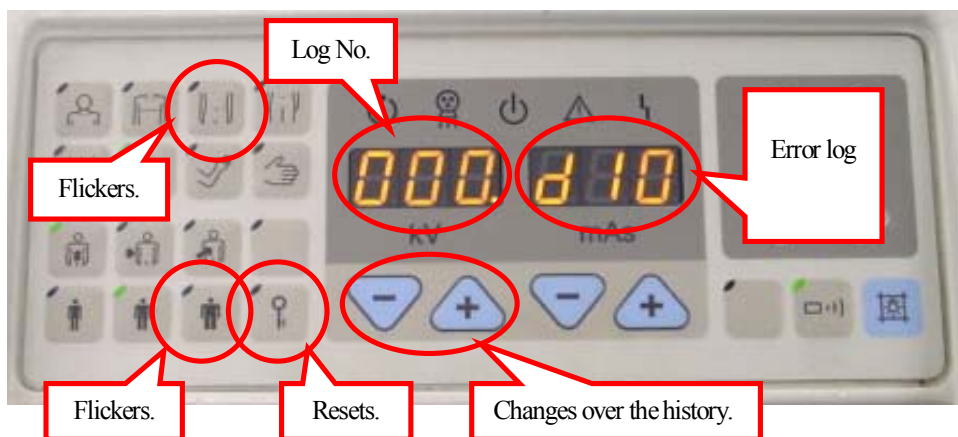 Log No.
Error log
Flickers.
000.
d10
kV
mAs
Flickers.
Resets.
Changes over the history.